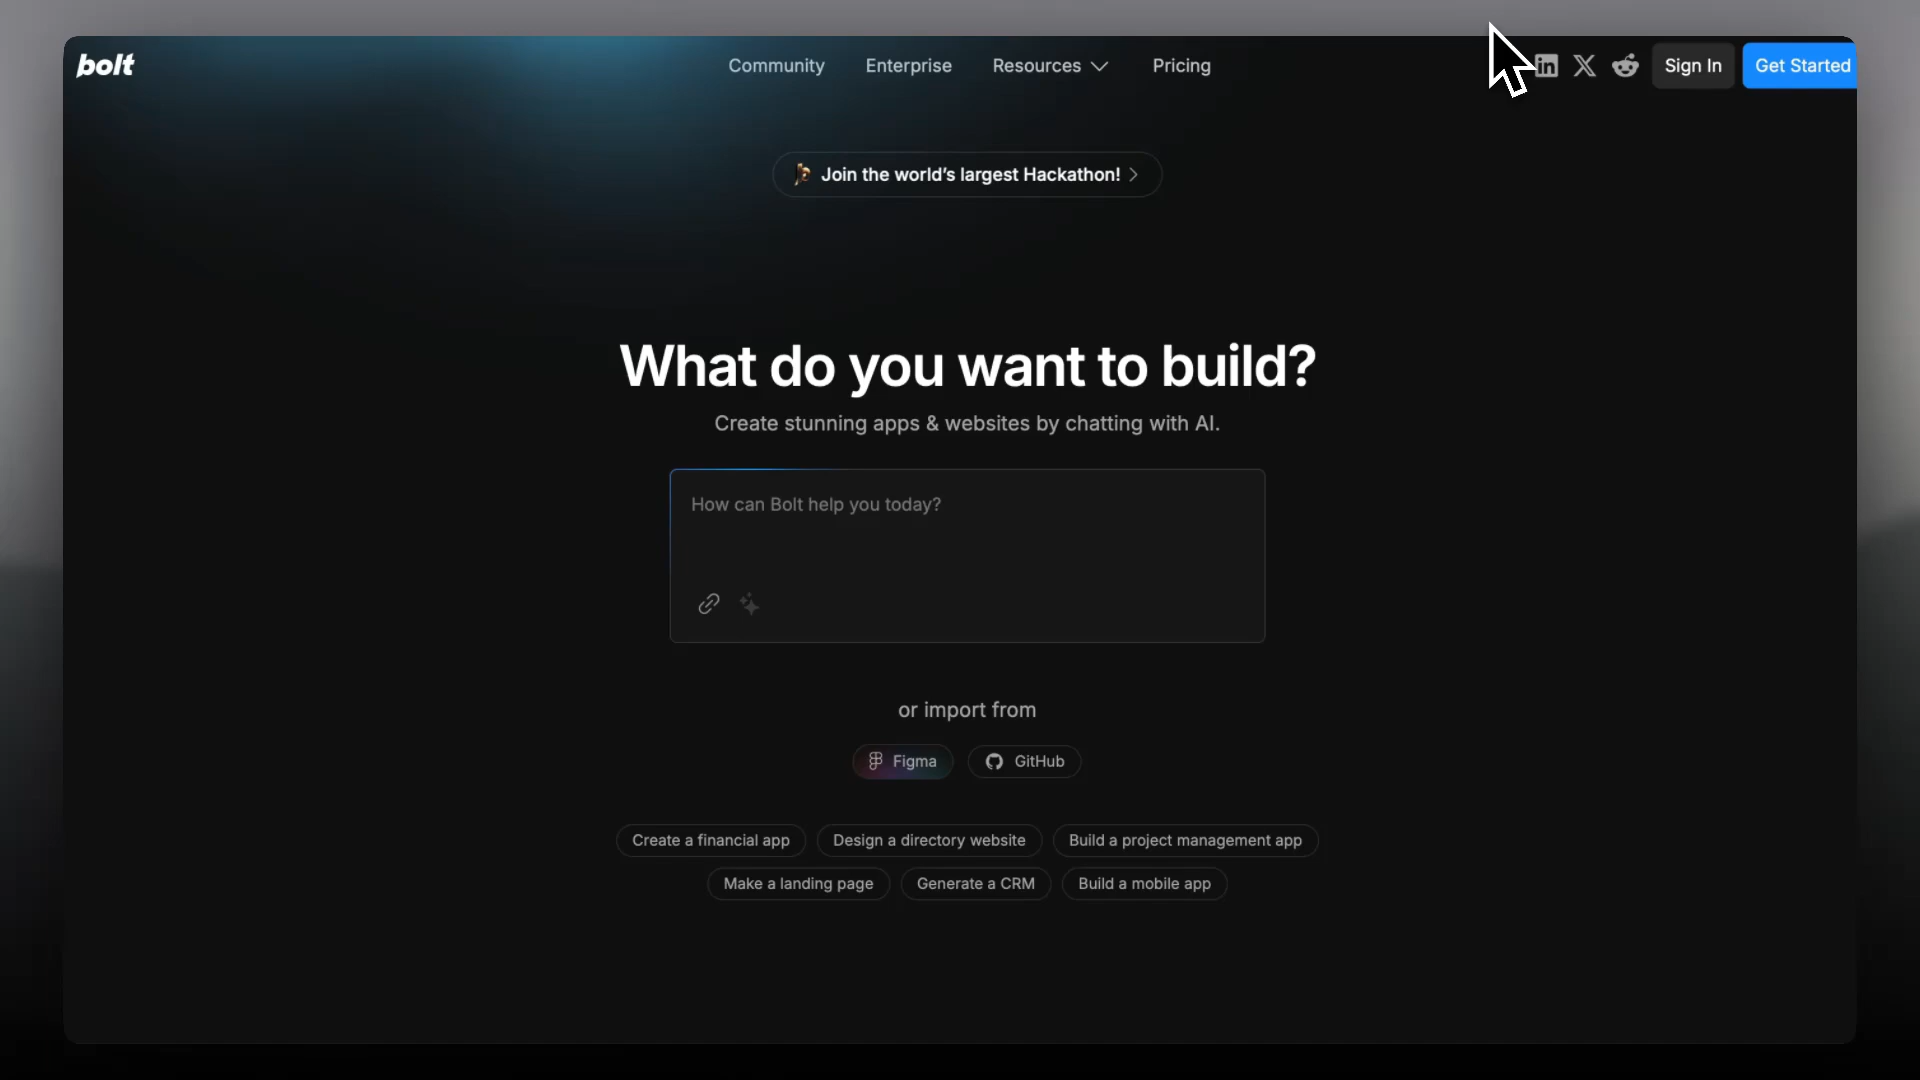 bolt
Community
Enterprise
Resources
Pricing
in
Sign In
Get Started
Join the world's largest Hackathon!
What do you want to build?
Create stunning apps & websites by chatting with AI.
How can Bolt help you today?
or import from
Figma
GitHub
Create a financial app
Design a directory website
Build a project management app
Make a landing page
Generate a CRM
Build a mobile app